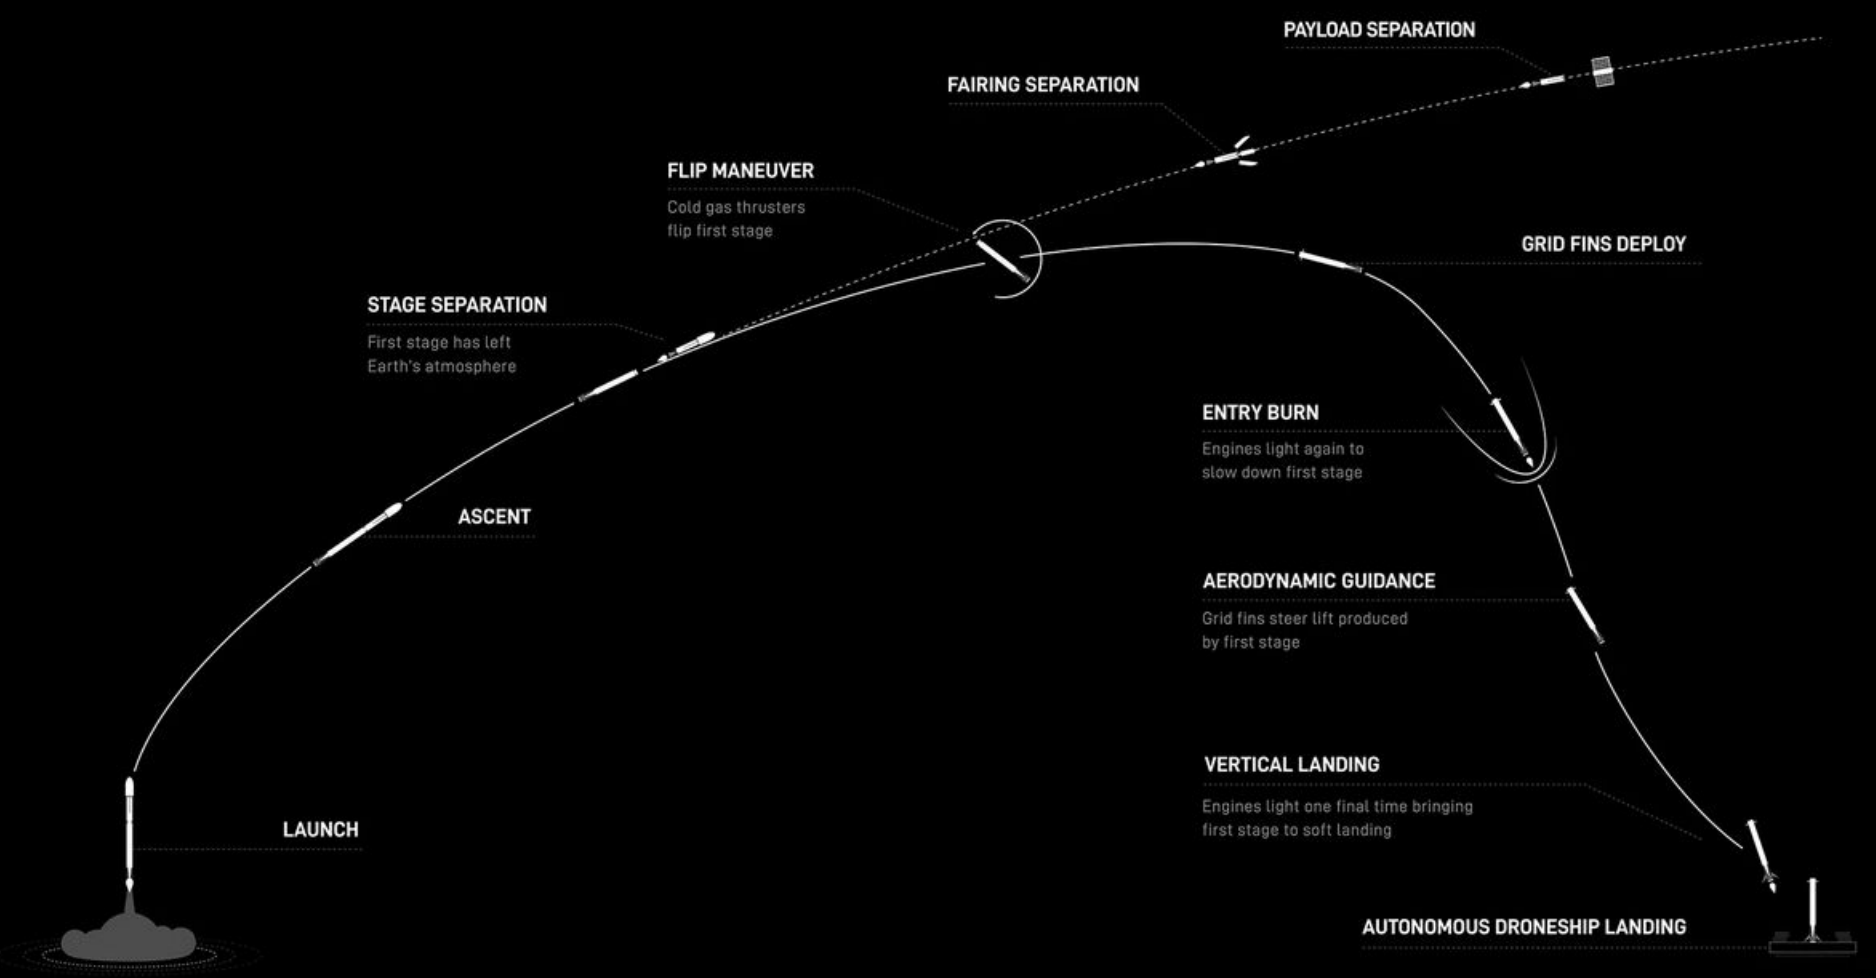 PAYLOAD SEPARATION
FAIRING SEPARATION
FLIP MANEUVER
Cold gas thrusters
flip first stage
GRID FINS DEPLOY
STAGE SEPARATION
First stage has left
Earth's atmosphere
ENTRY BURN
Engines light again to
slow down first stage
ASCENT
AERODYNAMIC GUIDANCE
Grid fins steer lift produced
by first stage
VERTICAL LANDING
Engines light one final time bringing
first stage to soft landing
LAUNCH
AUTONOMOUS DRONESHIP LANDING